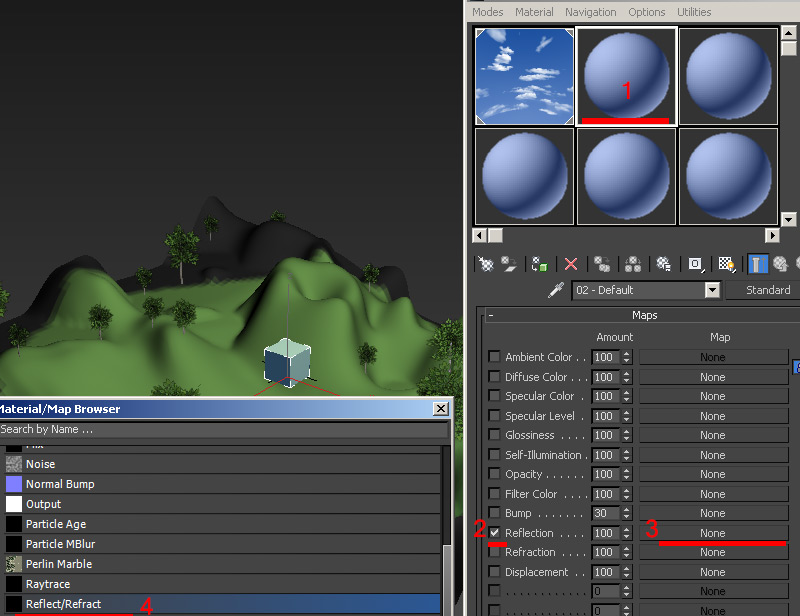 Modes Material Navigation Options Utilities
1
02 - Default Standard
- Maps
Amount Map
Ambient Color . . 100 None
Diffuse Color . . . 100 None
Specular Color . 100 None
Specular Level . 100 None
Glossiness . . . . 100 None
Self-Illumination . 100 None
Opacity . . . . . . 100 None
Filter Color . . . . 100 None
Bump . . . . . . . 30 None
2 Reflection . . . . 100 3 None
Refraction . . . . 100 None
Displacement . . 100 None
. . . . . . . . . . . . 0 None
. . . . . . . . . . . . 0 None
Material/Map Browser
Search by Name ...
Mix
Noise
Normal Bump
Output
Particle Age
Particle MBlur
Perlin Marble
Raytrace
Reflect/Refract 4